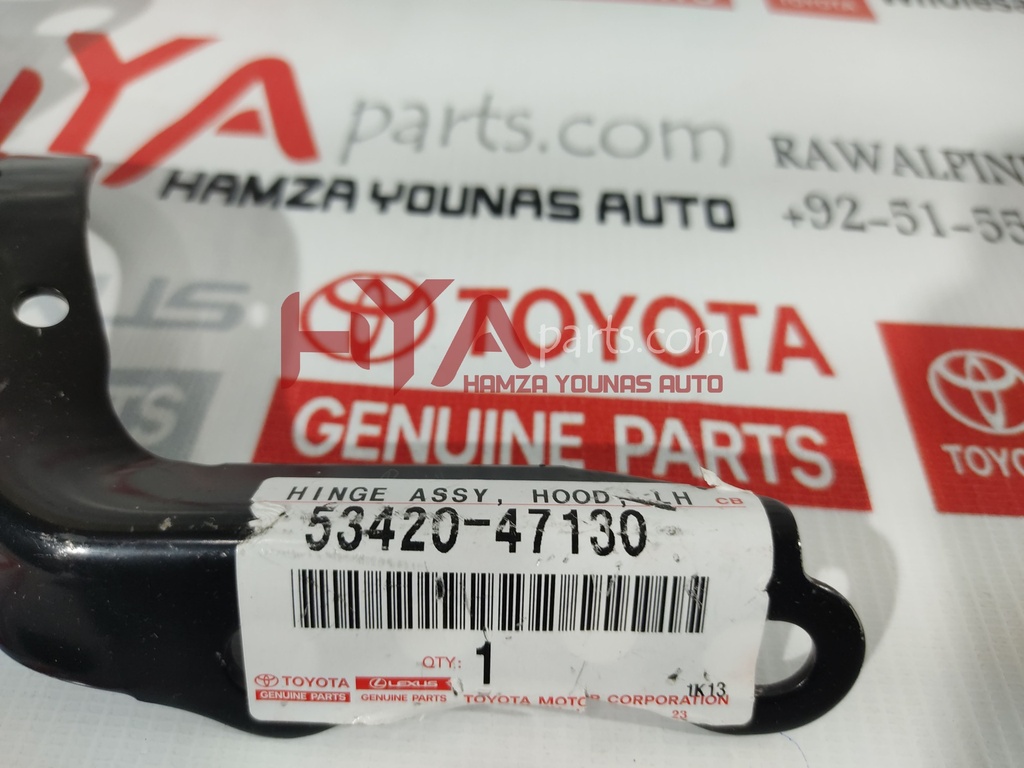 TOYOTA
HYA parts.com
HAMZA YOUNAS AUTO
+92-51-55
TOYOTA
GENUINE PARTS
HYA parts.com
HAMZA YOUNAS AUTO
TOYOTA
HINGE ASSY, HOOD, LH CB
53420-47130
QTY: 1
1K13
TOYOTA LEXUS
GENUINE PARTS GENUINE PARTS TOYOTA MOTOR CORPORATION
23